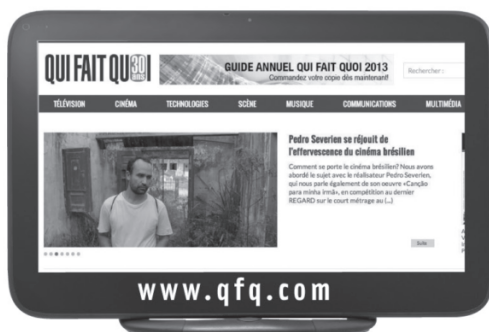 QUI FAIT QU 30 ans
GUIDE ANNUEL QUI FAIT QUOI 2013
Commandez votre copie dès maintenant!
Rechercher :
TÉLÉVISION CINÉMA TECHNOLOGIES SCÈNE MUSIQUE COMMUNICATIONS MULTIMÉDIA
Pedro Severien se réjouit de
l'effervescence du cinéma brésilien
Comment se porte le cinéma brésilien? Nous avons
abordé le sujet avec le réalisateur Pedro Severien,
qui nous parle également de son oeuvre «Canção
para minha irmã», en compétition au dernier
REGARD sur le court métrage au (...)
Suite
www.qfq.com